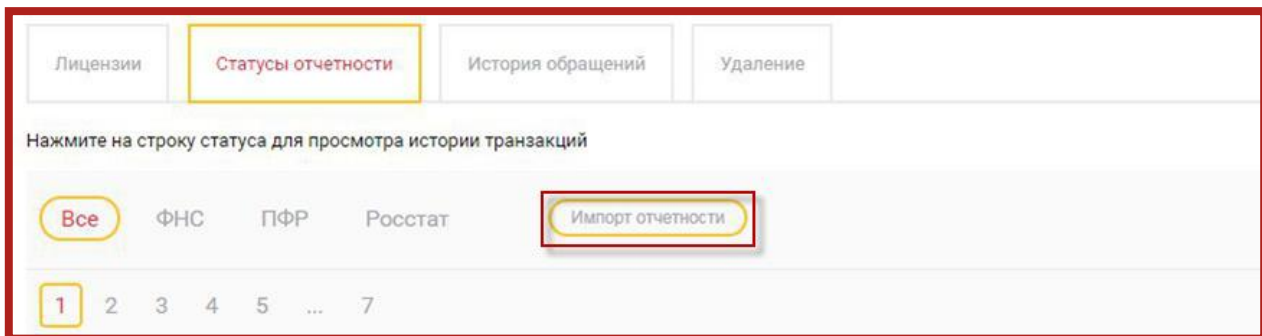 Лицензии Статусы отчетности История обращений Удаление
Нажмите на строку статуса для просмотра истории транзакций
Все ФНС ПФР Росстат Импорт отчетности
1 2 3 4 5 ... 7